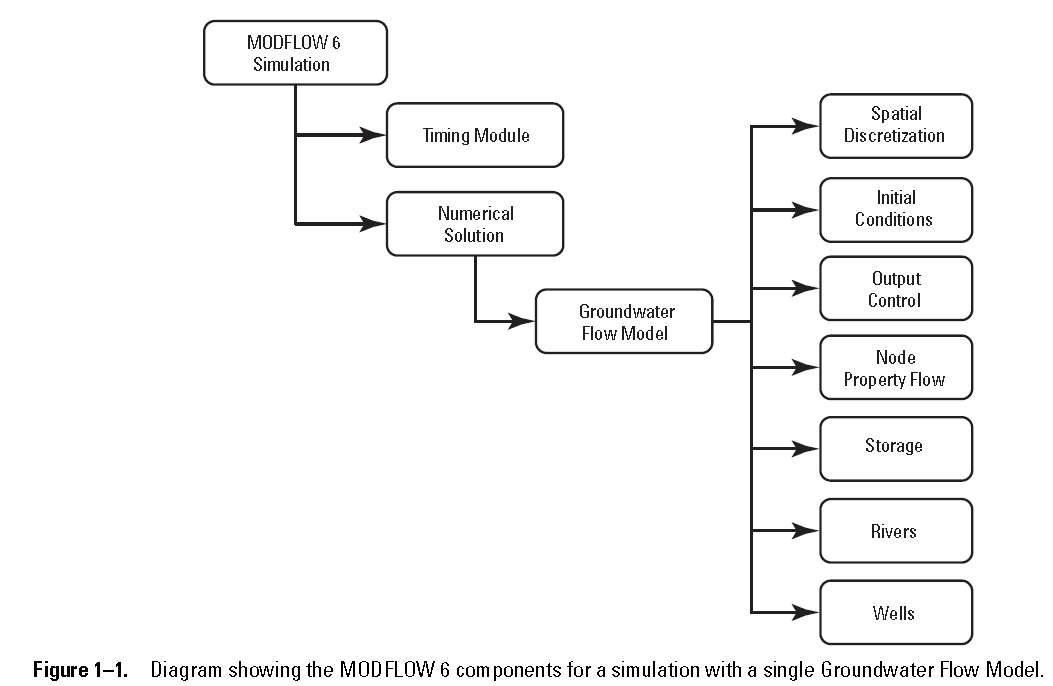 MODFLOW 6
Simulation
Timing Module
Numerical
Solution
Groundwater
Flow Model
Spatial
Discretization
Initial
Conditions
Output
Control
Node
Property Flow
Storage
Rivers
Wells
Figure 1–1. Diagram showing the MODFLOW 6 components for a simulation with a single Groundwater Flow Model.